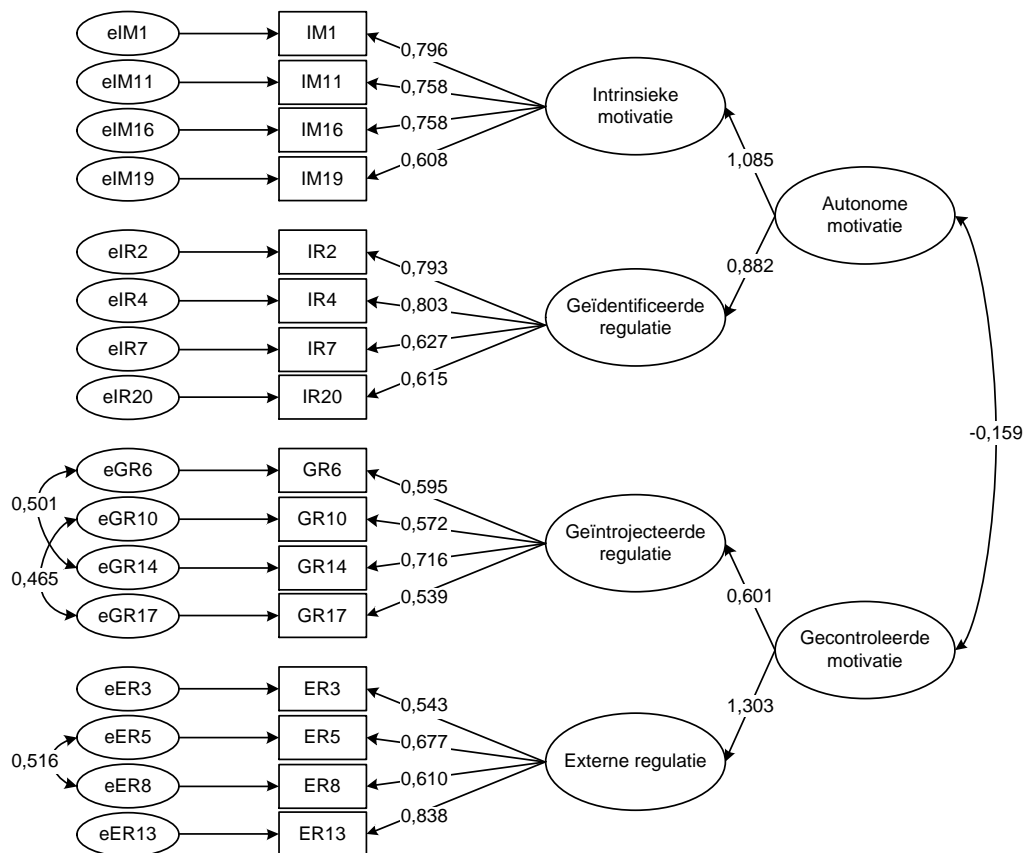 eIM1 IM1 0,796
eIM11 IM11 0,758
eIM16 IM16 0,758
eIM19 IM19 0,608
Intrinsieke
motivatie
1,085
Autonome
motivatie
0,882
eIR2 IR2 0,793
eIR4 IR4 0,803
eIR7 IR7 0,627
eIR20 IR20 0,615
Geïdentificeerde
regulatie
-0,159
eGR6 GR6 0,595
0,501
eGR10 GR10 0,572
eGR14 GR14 0,716
0,465
eGR17 GR17 0,539
Geïntrojecteerde
regulatie
0,601
Gecontroleerde
motivatie
1,303
eER3 ER3 0,543
eER5 ER5 0,677
0,516
eER8 ER8 0,610
eER13 ER13 0,838
Externe regulatie